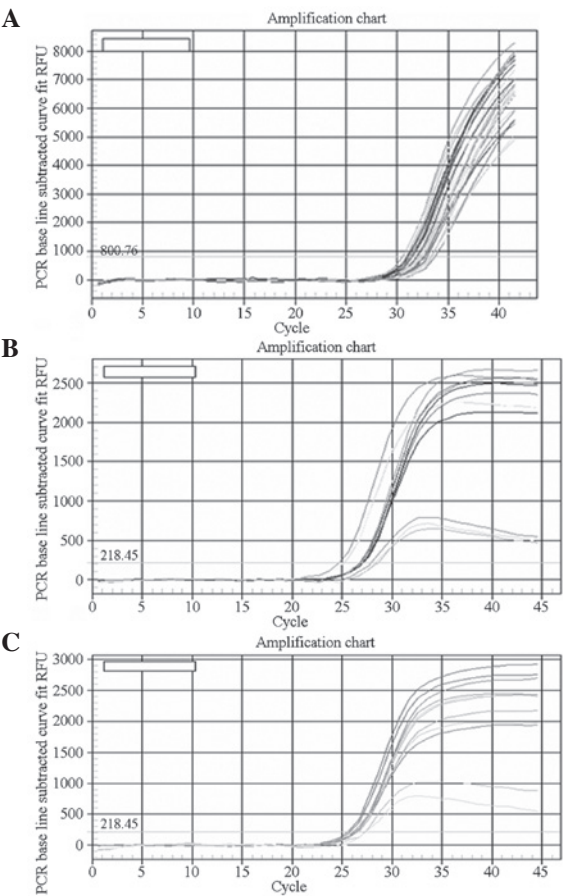 A
Amplification chart
PCR base line subtracted curve fit RFU
8000
7000
6000
5000
4000
3000
2000
1000
0
800.76
0 5 10 15 20 25 30 35 40
Cycle
B
Amplification chart
PCR base line subtracted curve fit RFU
2500
2000
1500
1000
500
0
218.45
0 5 10 15 20 25 30 35 40 45
Cycle
C
Amplification chart
PCR base line subtracted curve fit RFU
3000
2500
2000
1500
1000
500
0
218.45
0 5 10 15 20 25 30 35 40 45
Cycle